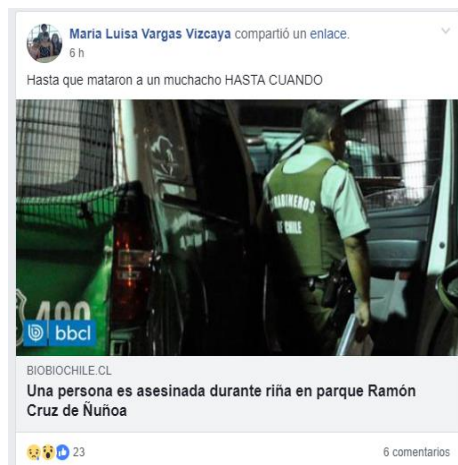 María Luisa Vargas Vizcaya compartió un enlace.
6 h
Hasta que mataron a un muchacho HASTA CUANDO
CARABINEROS
DE CHILE
400
bbcl
BIOBIOCHILE.CL
Una persona es asesinada durante riña en parque Ramón
Cruz de Ñuñoa
23
6 comentarios